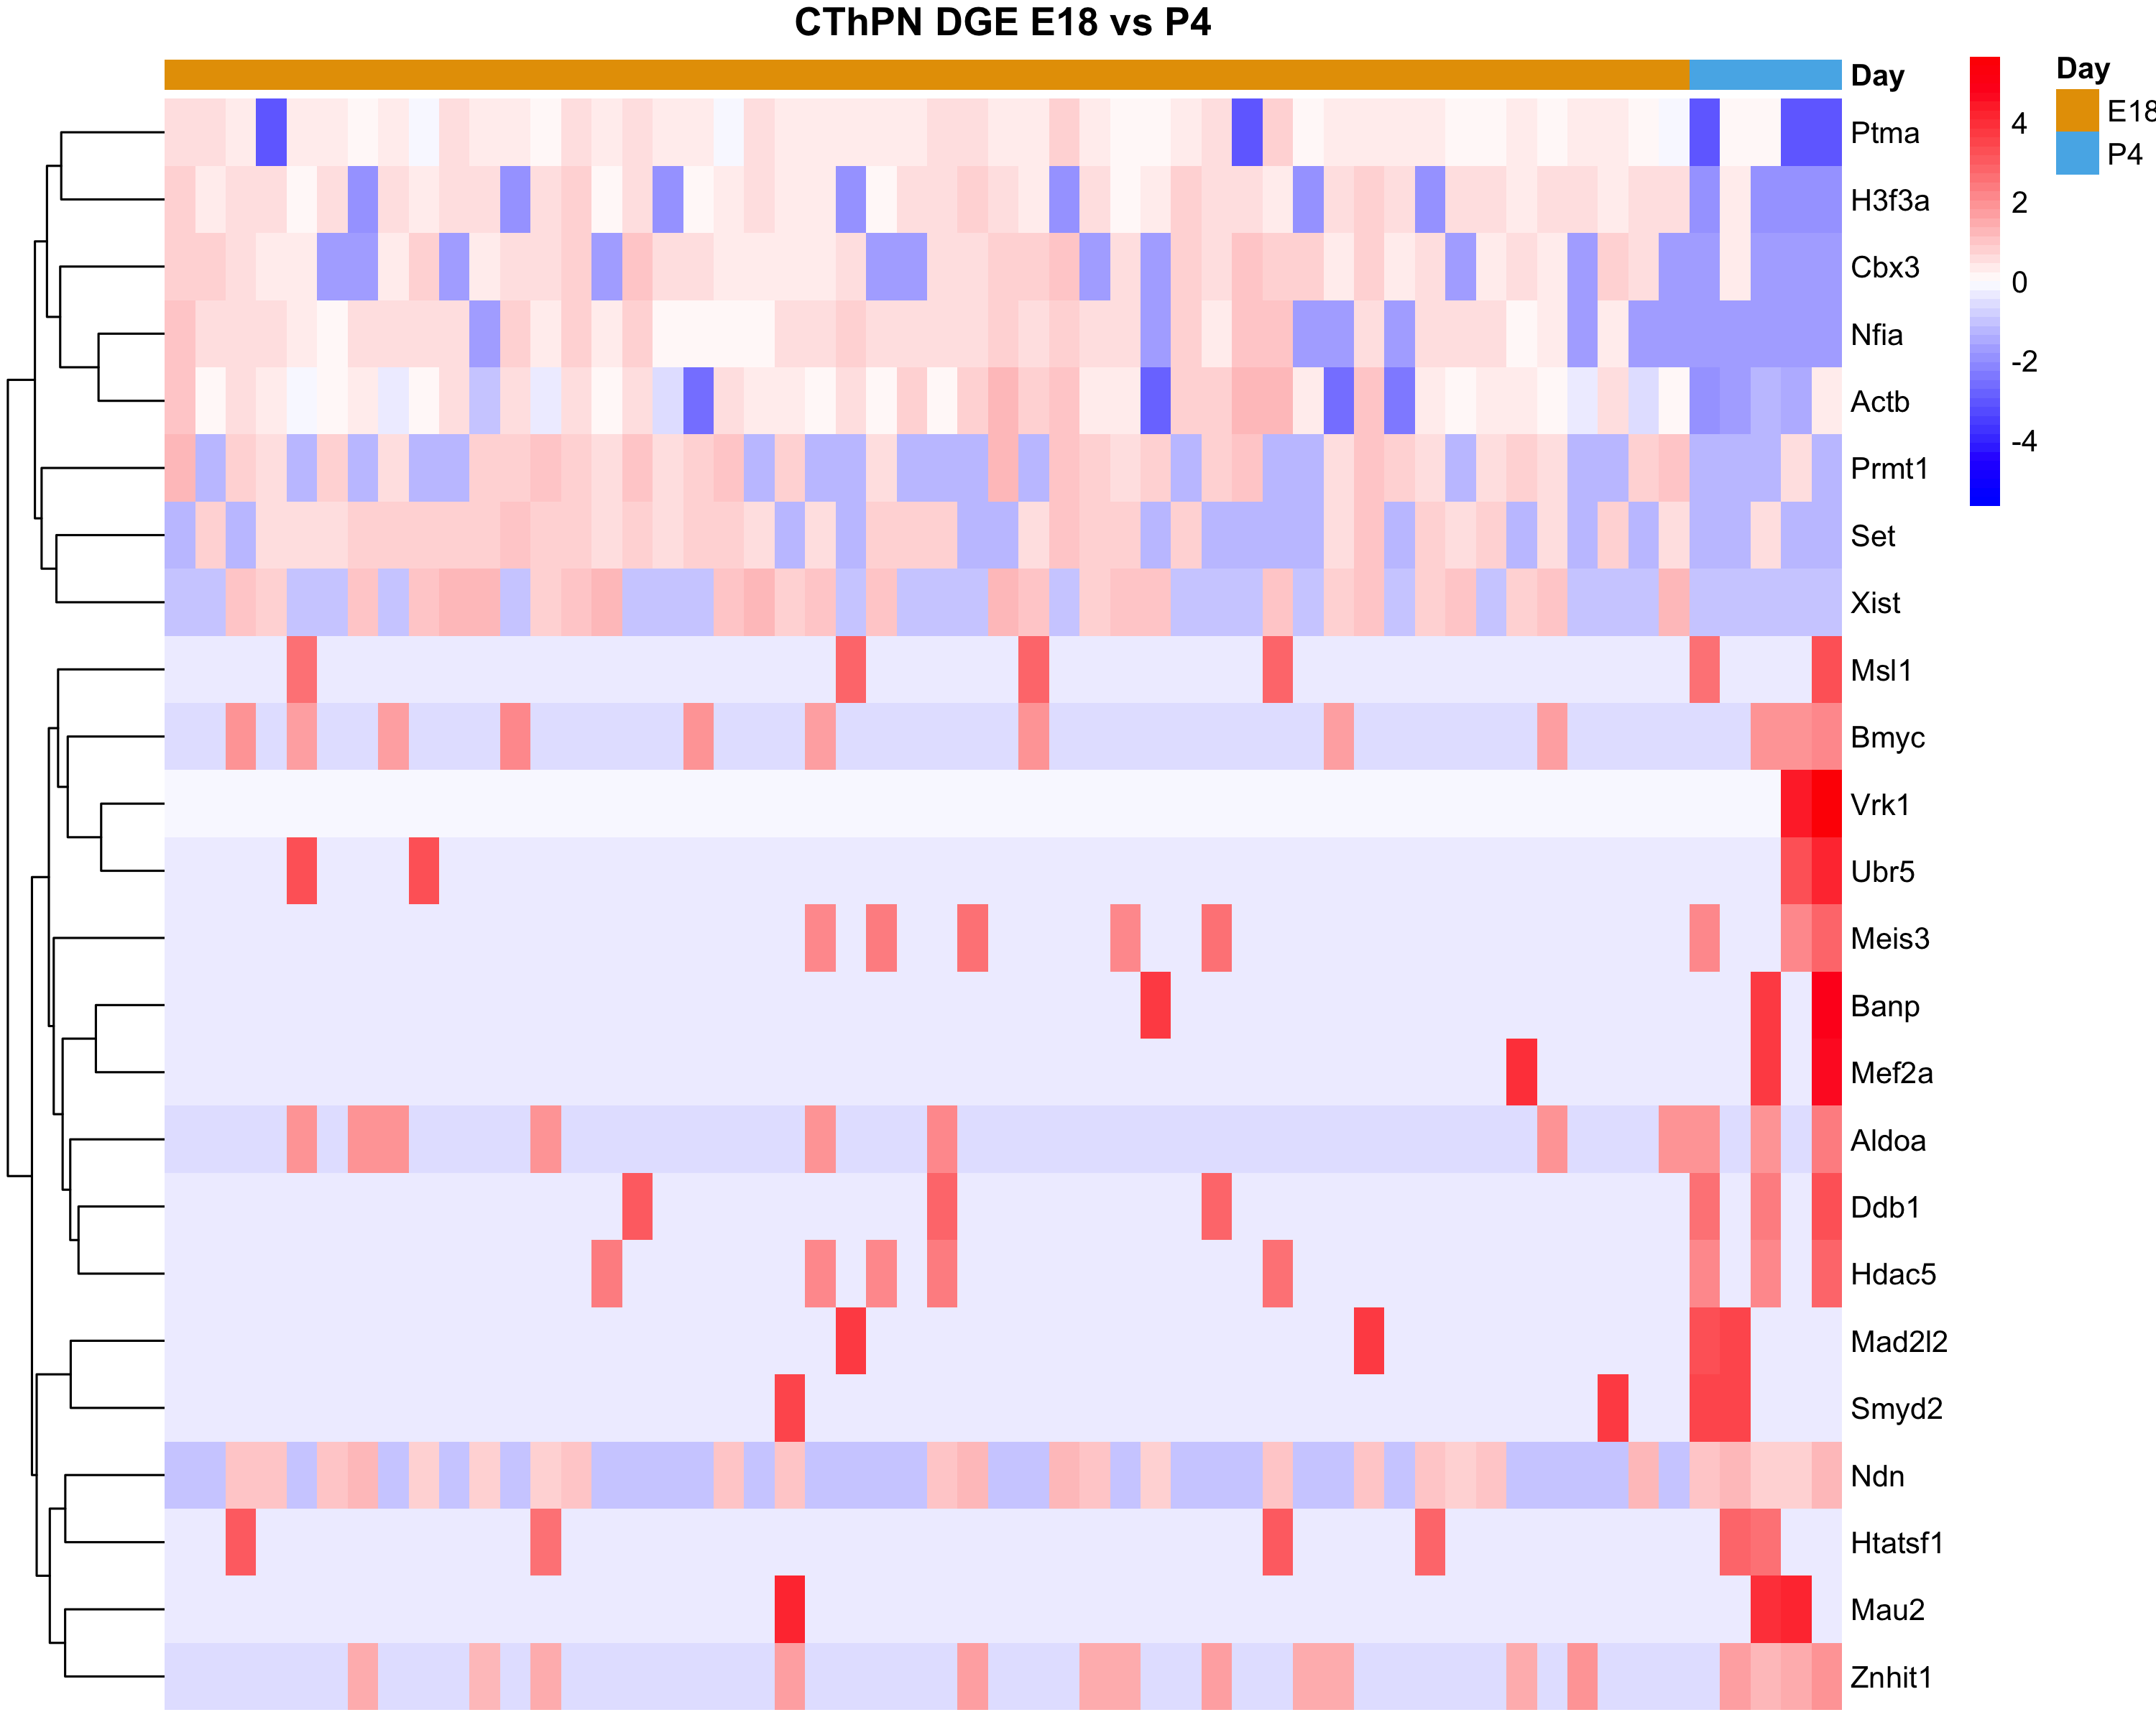 CThPN DGE E18 vs P4
Day
Ptma
H3f3a
Cbx3
Nfia
Actb
Prmt1
Set
Xist
Msl1
Bmyc
Vrk1
Ubr5
Meis3
Banp
Mef2a
Aldoa
Ddb1
Hdac5
Mad2l2
Smyd2
Ndn
Htatsf1
Mau2
Znhit1
4
2
0
-2
-4
Day
E18
P4